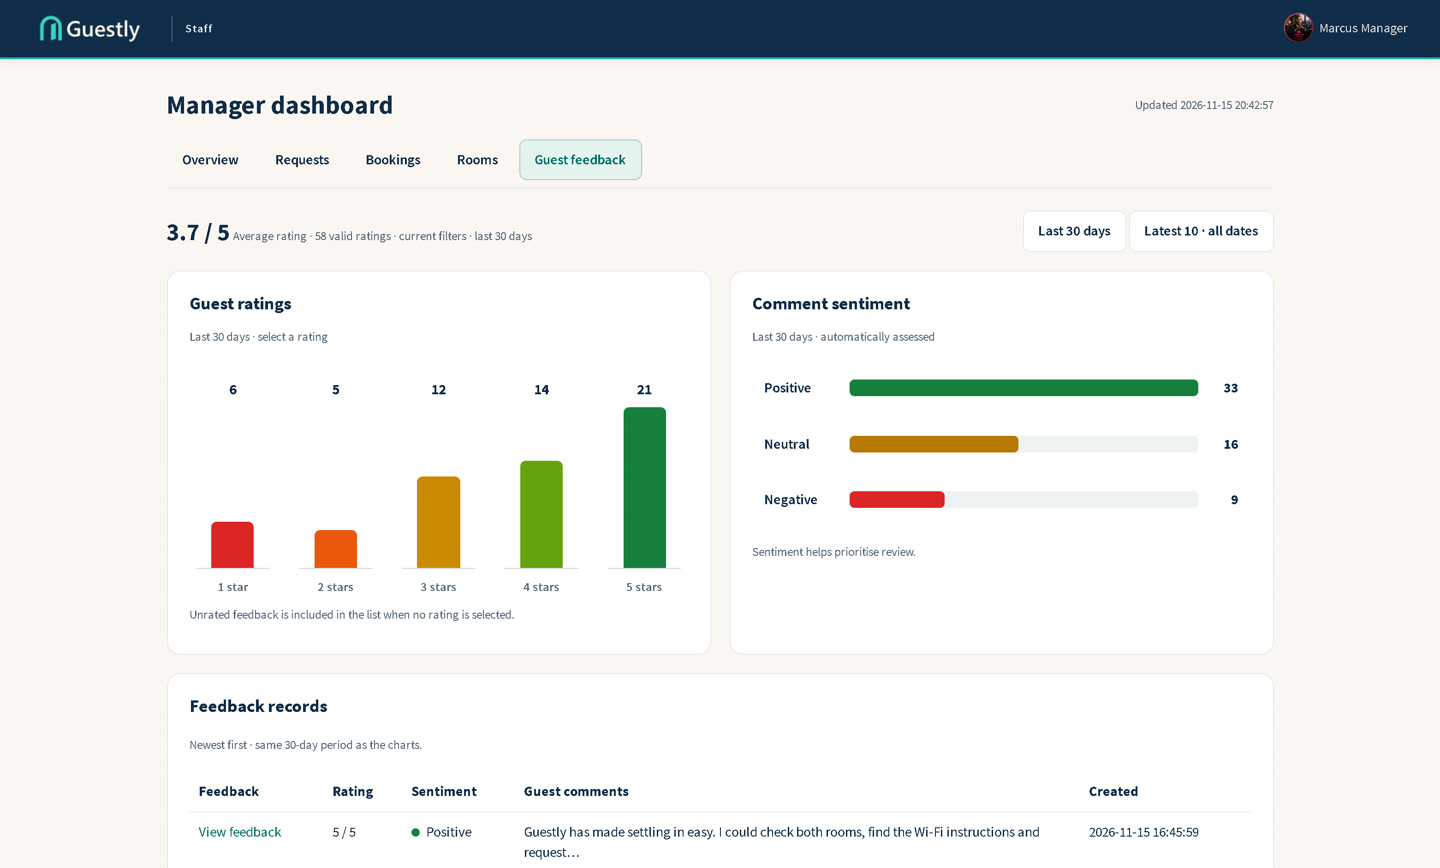 Guestly
Staff
Marcus Manager
Manager dashboard
Updated 2026-11-15 20:42:57
Overview
Requests
Bookings
Rooms
Guest feedback
3.7 / 5 Average rating · 58 valid ratings · current filters · last 30 days
Last 30 days
Latest 10 · all dates
Guest ratings
Last 30 days · select a rating
6
5
12
14
21
1 star
2 stars
3 stars
4 stars
5 stars
Unrated feedback is included in the list when no rating is selected.
Comment sentiment
Last 30 days · automatically assessed
Positive
33
Neutral
16
Negative
9
Sentiment helps prioritise review.
Feedback records
Newest first · same 30-day period as the charts.
Feedback
Rating
Sentiment
Guest comments
Created
View feedback
5 / 5
Positive
Guestly has made settling in easy. I could check both rooms, find the Wi-Fi instructions and
request…
2026-11-15 16:45:59